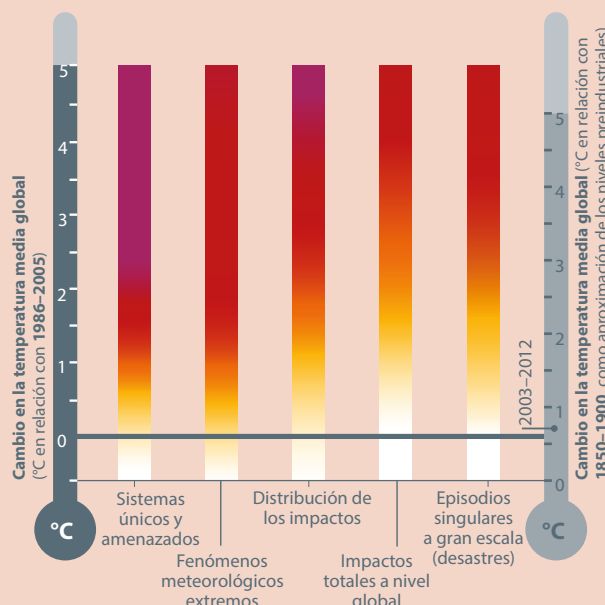 Cambio en la temperatura media global
(°C en relación con 1986–2005)
5
4
3
2
1
0
°C
Sistemas
únicos y
amenazados
Fenómenos
meteorológicos
extremos
Distribución de
los impactos
Impactos
totales a nivel
global
Episodios
singulares
a gran escala
(desastres)
2003–2012
5
4
3
2
1
0
°C
Cambio en la temperatura media global (°C en relación con
1850–1900, como aproximación de los niveles preindustriales)